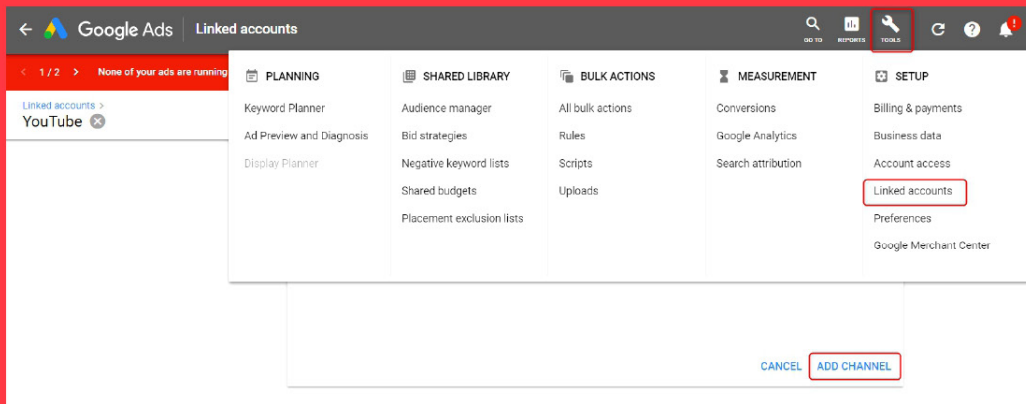 Google Ads Linked accounts
GO TO
REPORTS
TOOLS
!
1 / 2 None of your ads are running
Linked accounts >
YouTube
PLANNING
Keyword Planner
Ad Preview and Diagnosis
Display Planner
SHARED LIBRARY
Audience manager
Bid strategies
Negative keyword lists
Shared budgets
Placement exclusion lists
BULK ACTIONS
All bulk actions
Rules
Scripts
Uploads
MEASUREMENT
Conversions
Google Analytics
Search attribution
SETUP
Billing & payments
Business data
Account access
Linked accounts
Preferences
Google Merchant Center
CANCEL ADD CHANNEL